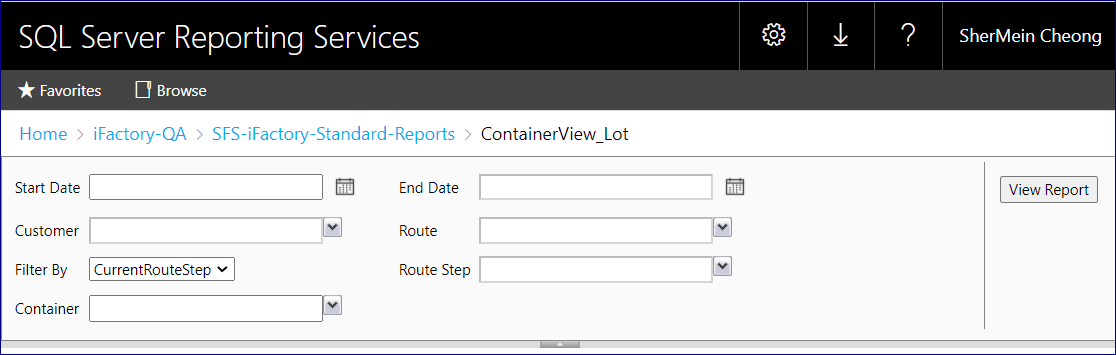 SQL Server Reporting Services
?
SherMein Cheong
Favorites
Browse
Home > iFactory-QA > SFS-iFactory-Standard-Reports > ContainerView_Lot
Start Date
End Date
View Report
Customer
Route
Filter By
CurrentRouteStep
Route Step
Container